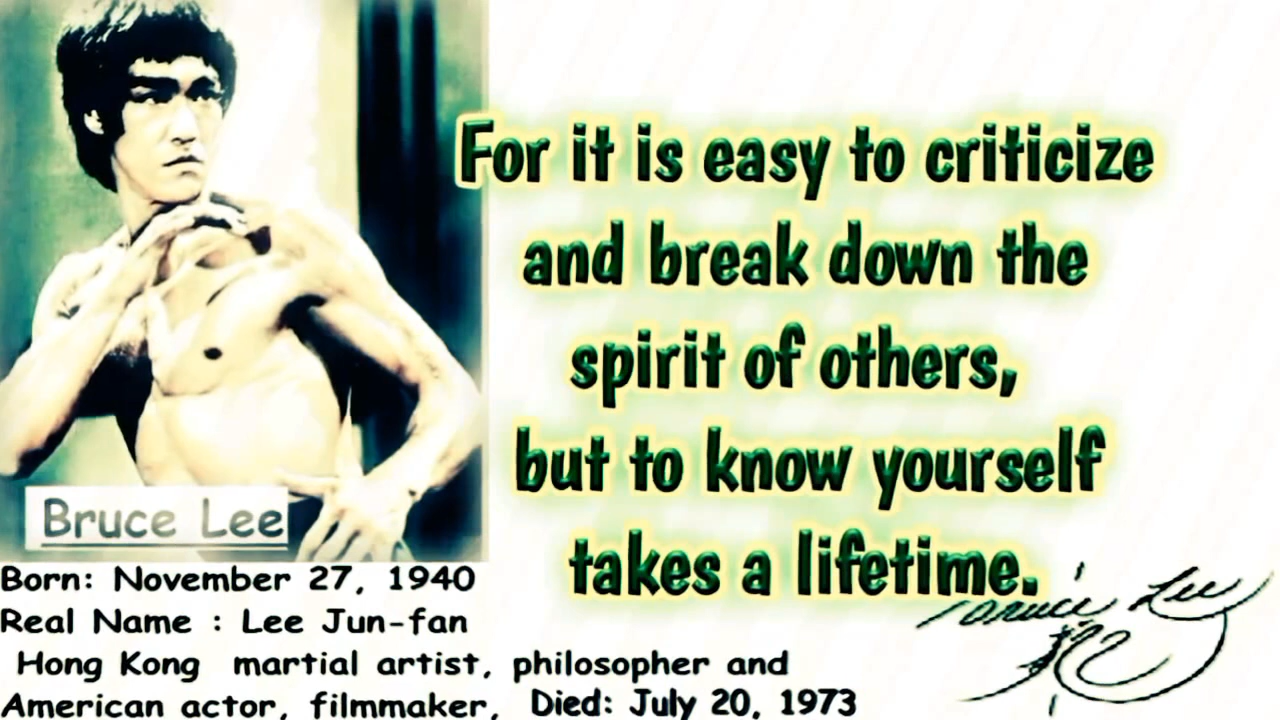 For it is easy to criticize
and break down the
spirit of others,
but to know yourself
takes a lifetime.
Bruce Lee
Born: November 27, 1940
Real Name : Lee Jun-fan
Hong Kong martial artist, philosopher and
American actor, filmmaker, Died: July 20, 1973
Bruce Lee